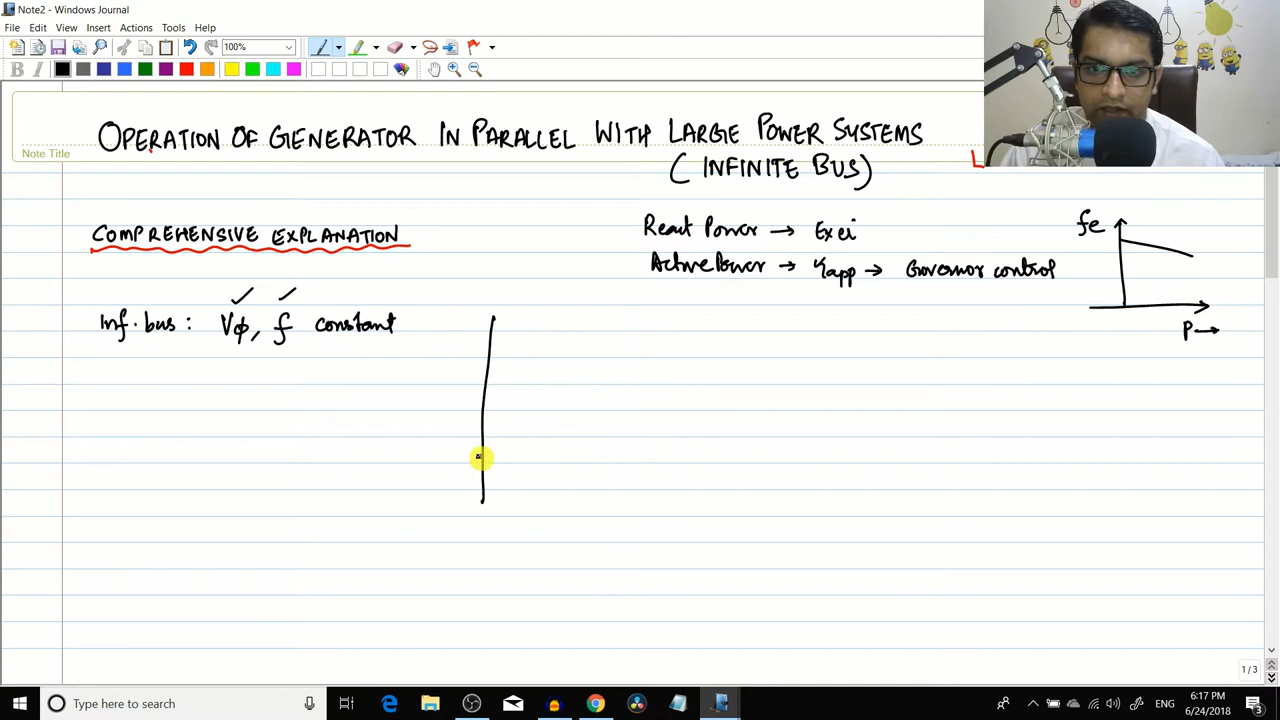 Note2 - Windows Journal
File Edit View Insert Actions Tools Help
100%
B I
OPERATION OF GENERATOR IN PARALLEL WITH LARGE POWER SYSTEMS
( INFINITE BUS)
Note Title
COMPREHENSIVE EXPLANATION
React Power → Exci
Active Power → τapp → Governor control
fe
P →
Inf. bus : Vφ, f constant
1/3
Type here to search
ENG
6:17 PM
6/24/2018
3